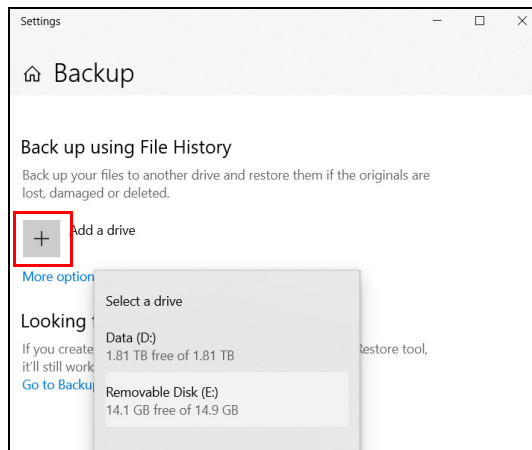 Settings
Backup
Back up using File History
Back up your files to another drive and restore them if the originals are
lost, damaged or deleted.
Add a drive
More option
Select a drive
Looking
Data (D:)
1.81 TB free of 1.81 TB
If you create
Restore tool,
it'll still work
Go to Backu
Removable Disk (E:)
14.1 GB free of 14.9 GB